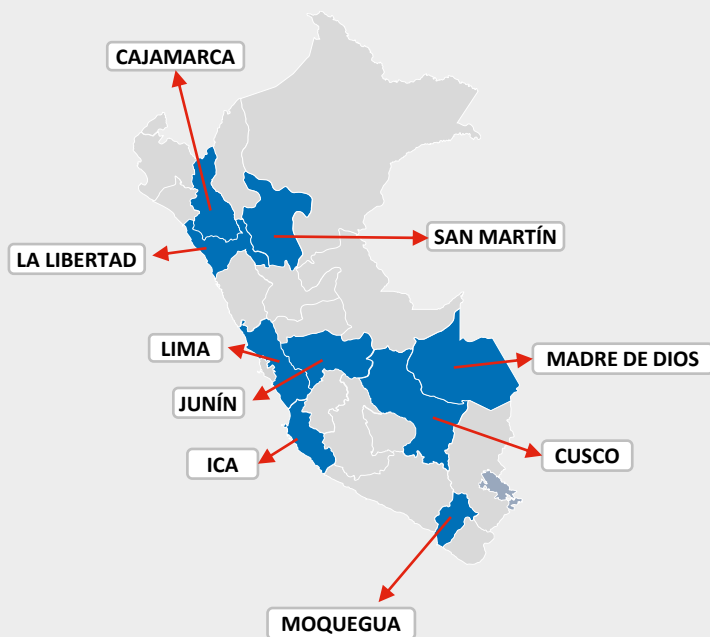 CAJAMARCA
SAN MARTÍN
LA LIBERTAD
LIMA
MADRE DE DIOS
JUNÍN
CUSCO
ICA
MOQUEGUA